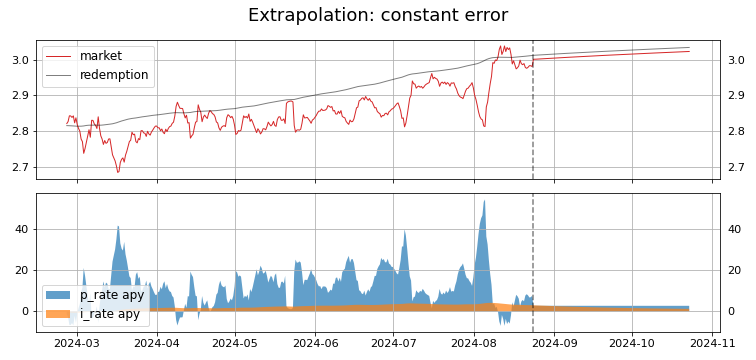 Extrapolation: constant error
market
redemption
3.0 3.0
2.9 2.9
2.8 2.8
2.7 2.7
40 40
20 20
0 0
p_rate apy
i_rate apy
2024-03 2024-04 2024-05 2024-06 2024-07 2024-08 2024-09 2024-10 2024-11